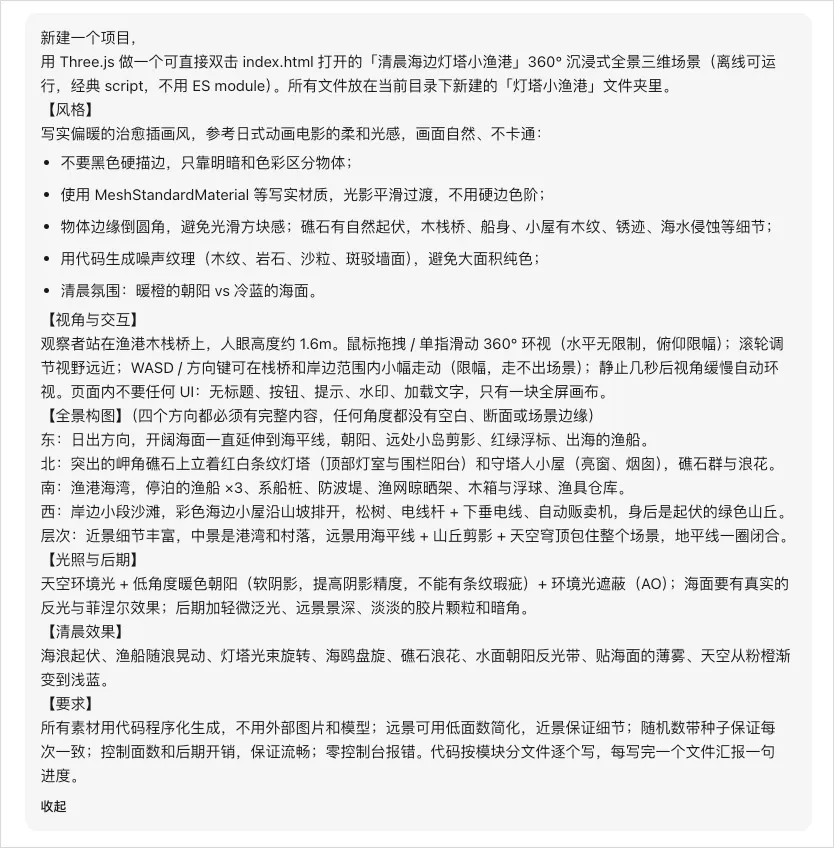 新建一个项目，
用 Three.js 做一个可直接双击 index.html 打开的「清晨海边灯塔小渔港」360° 沉浸式全景三维场景（离线可运
行，经典 script，不用 ES module）。所有文件放在当前目录下新建的「灯塔小渔港」文件夹里。
【风格】
写实偏暖的治愈插画风，参考日式动画电影的柔和光感，画面自然、不卡通：
• 不要黑色硬描边，只靠明暗和色彩区分物体；
• 使用 MeshStandardMaterial 等写实材质，光影平滑过渡，不用硬边色阶；
• 物体边缘倒圆角，避免光滑方块感；礁石有自然起伏，木栈桥、船身、小屋有木纹、锈迹、海水侵蚀等细节；
• 用代码生成噪声纹理（木纹、岩石、沙粒、斑驳墙面），避免大面积纯色；
• 清晨氛围：暖橙的朝阳 vs 冷蓝的海面。
【视角与交互】
观察者站在渔港木栈桥上，人眼高度约 1.6m。鼠标拖拽 / 单指滑动 360° 环视（水平无限制，俯仰限幅）；滚轮调
节视野远近；WASD / 方向键可在栈桥和岸边范围内小幅走动（限幅，走不出场景）；静止几秒后视角缓慢自动环
视。页面内不要任何 UI：无标题、按钮、提示、水印、加载文字，只有一块全屏画布。
【全景构图】（四个方向都必须有完整内容，任何角度都没有空白、断面或场景边缘）
东：日出方向，开阔海面一直延伸到海平线，朝阳、远处小岛剪影、红绿浮标、出海的渔船。
北：突出的岬角礁石上立着红白条纹灯塔（顶部灯室与围栏阳台）和守塔人小屋（亮窗、烟囱），礁石群与浪花。
南：渔港海湾，停泊的渔船 ×3、系船桩、防波堤、渔网晾晒架、木箱与浮球、渔具仓库。
西：岸边小段沙滩，彩色海边小屋沿山坡排开，松树、电线杆 + 下垂电线、自动贩卖机，身后是起伏的绿色山丘。
层次：近景细节丰富，中景是港湾和村落，远景用海平线 + 山丘剪影 + 天空穹顶包住整个场景，地平线一圈闭合。
【光照与后期】
天空环境光 + 低角度暖色朝阳（软阴影，提高阴影精度，不能有条纹瑕疵）+ 环境光遮蔽（AO）；海面要有真实的
反光与菲涅尔效果；后期加轻微泛光、远景景深、淡淡的胶片颗粒和暗角。
【清晨效果】
海浪起伏、渔船随浪晃动、灯塔光束旋转、海鸥盘旋、礁石浪花、水面朝阳反光带、贴海面的薄雾、天空从粉橙渐
变到浅蓝。
【要求】
所有素材用代码程序化生成，不用外部图片和模型；远景可用低面数简化，近景保证细节；随机数带种子保证每
次一致；控制面数和后期开销，保证流畅；零控制台报错。代码按模块分文件逐个写，每写完一个文件汇报一句
进度。
收起